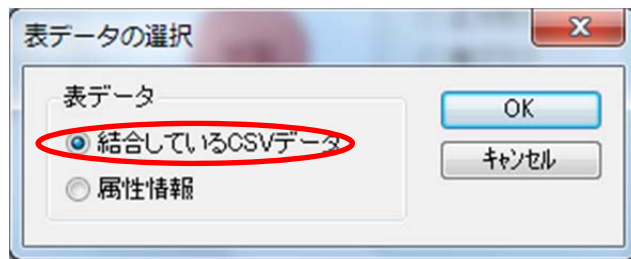 表データの選択
表データ
結合しているCSVデータ
属性情報
OK
キャンセル